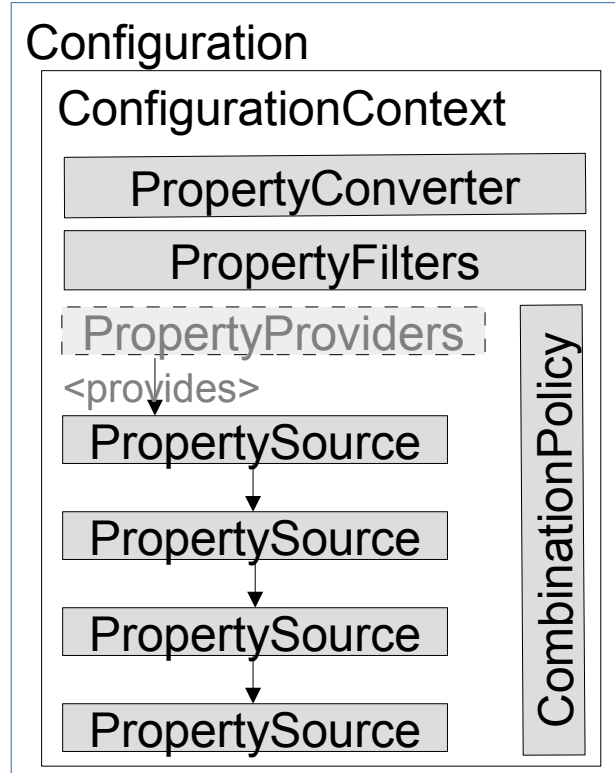 Configuration
ConfigurationContext
PropertyConverter
PropertyFilters
PropertyProviders
<provides>
PropertySource
PropertySource
PropertySource
PropertySource
CombinationPolicy